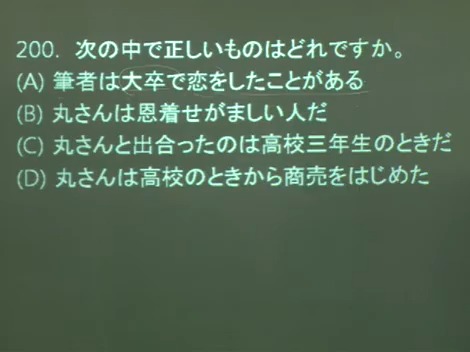 200. 次の中で正しいものはどれですか。
(A) 筆者は大卒で恋をしたことがある
(B) 丸さんは恩着せがましい人だ
(C) 丸さんと出合ったのは高校三年生のときだ
(D) 丸さんは高校のときから商売をはじめた